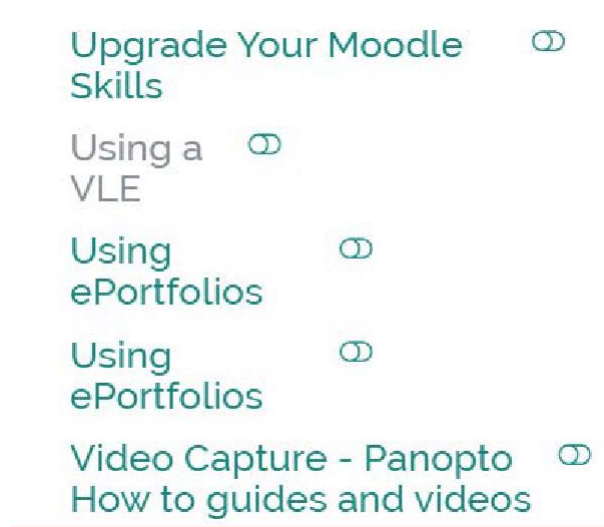 Upgrade Your Moodle
Skills
Using a
VLE
Using
ePortfolios
Using
ePortfolios
Video Capture - Panopto
How to guides and videos